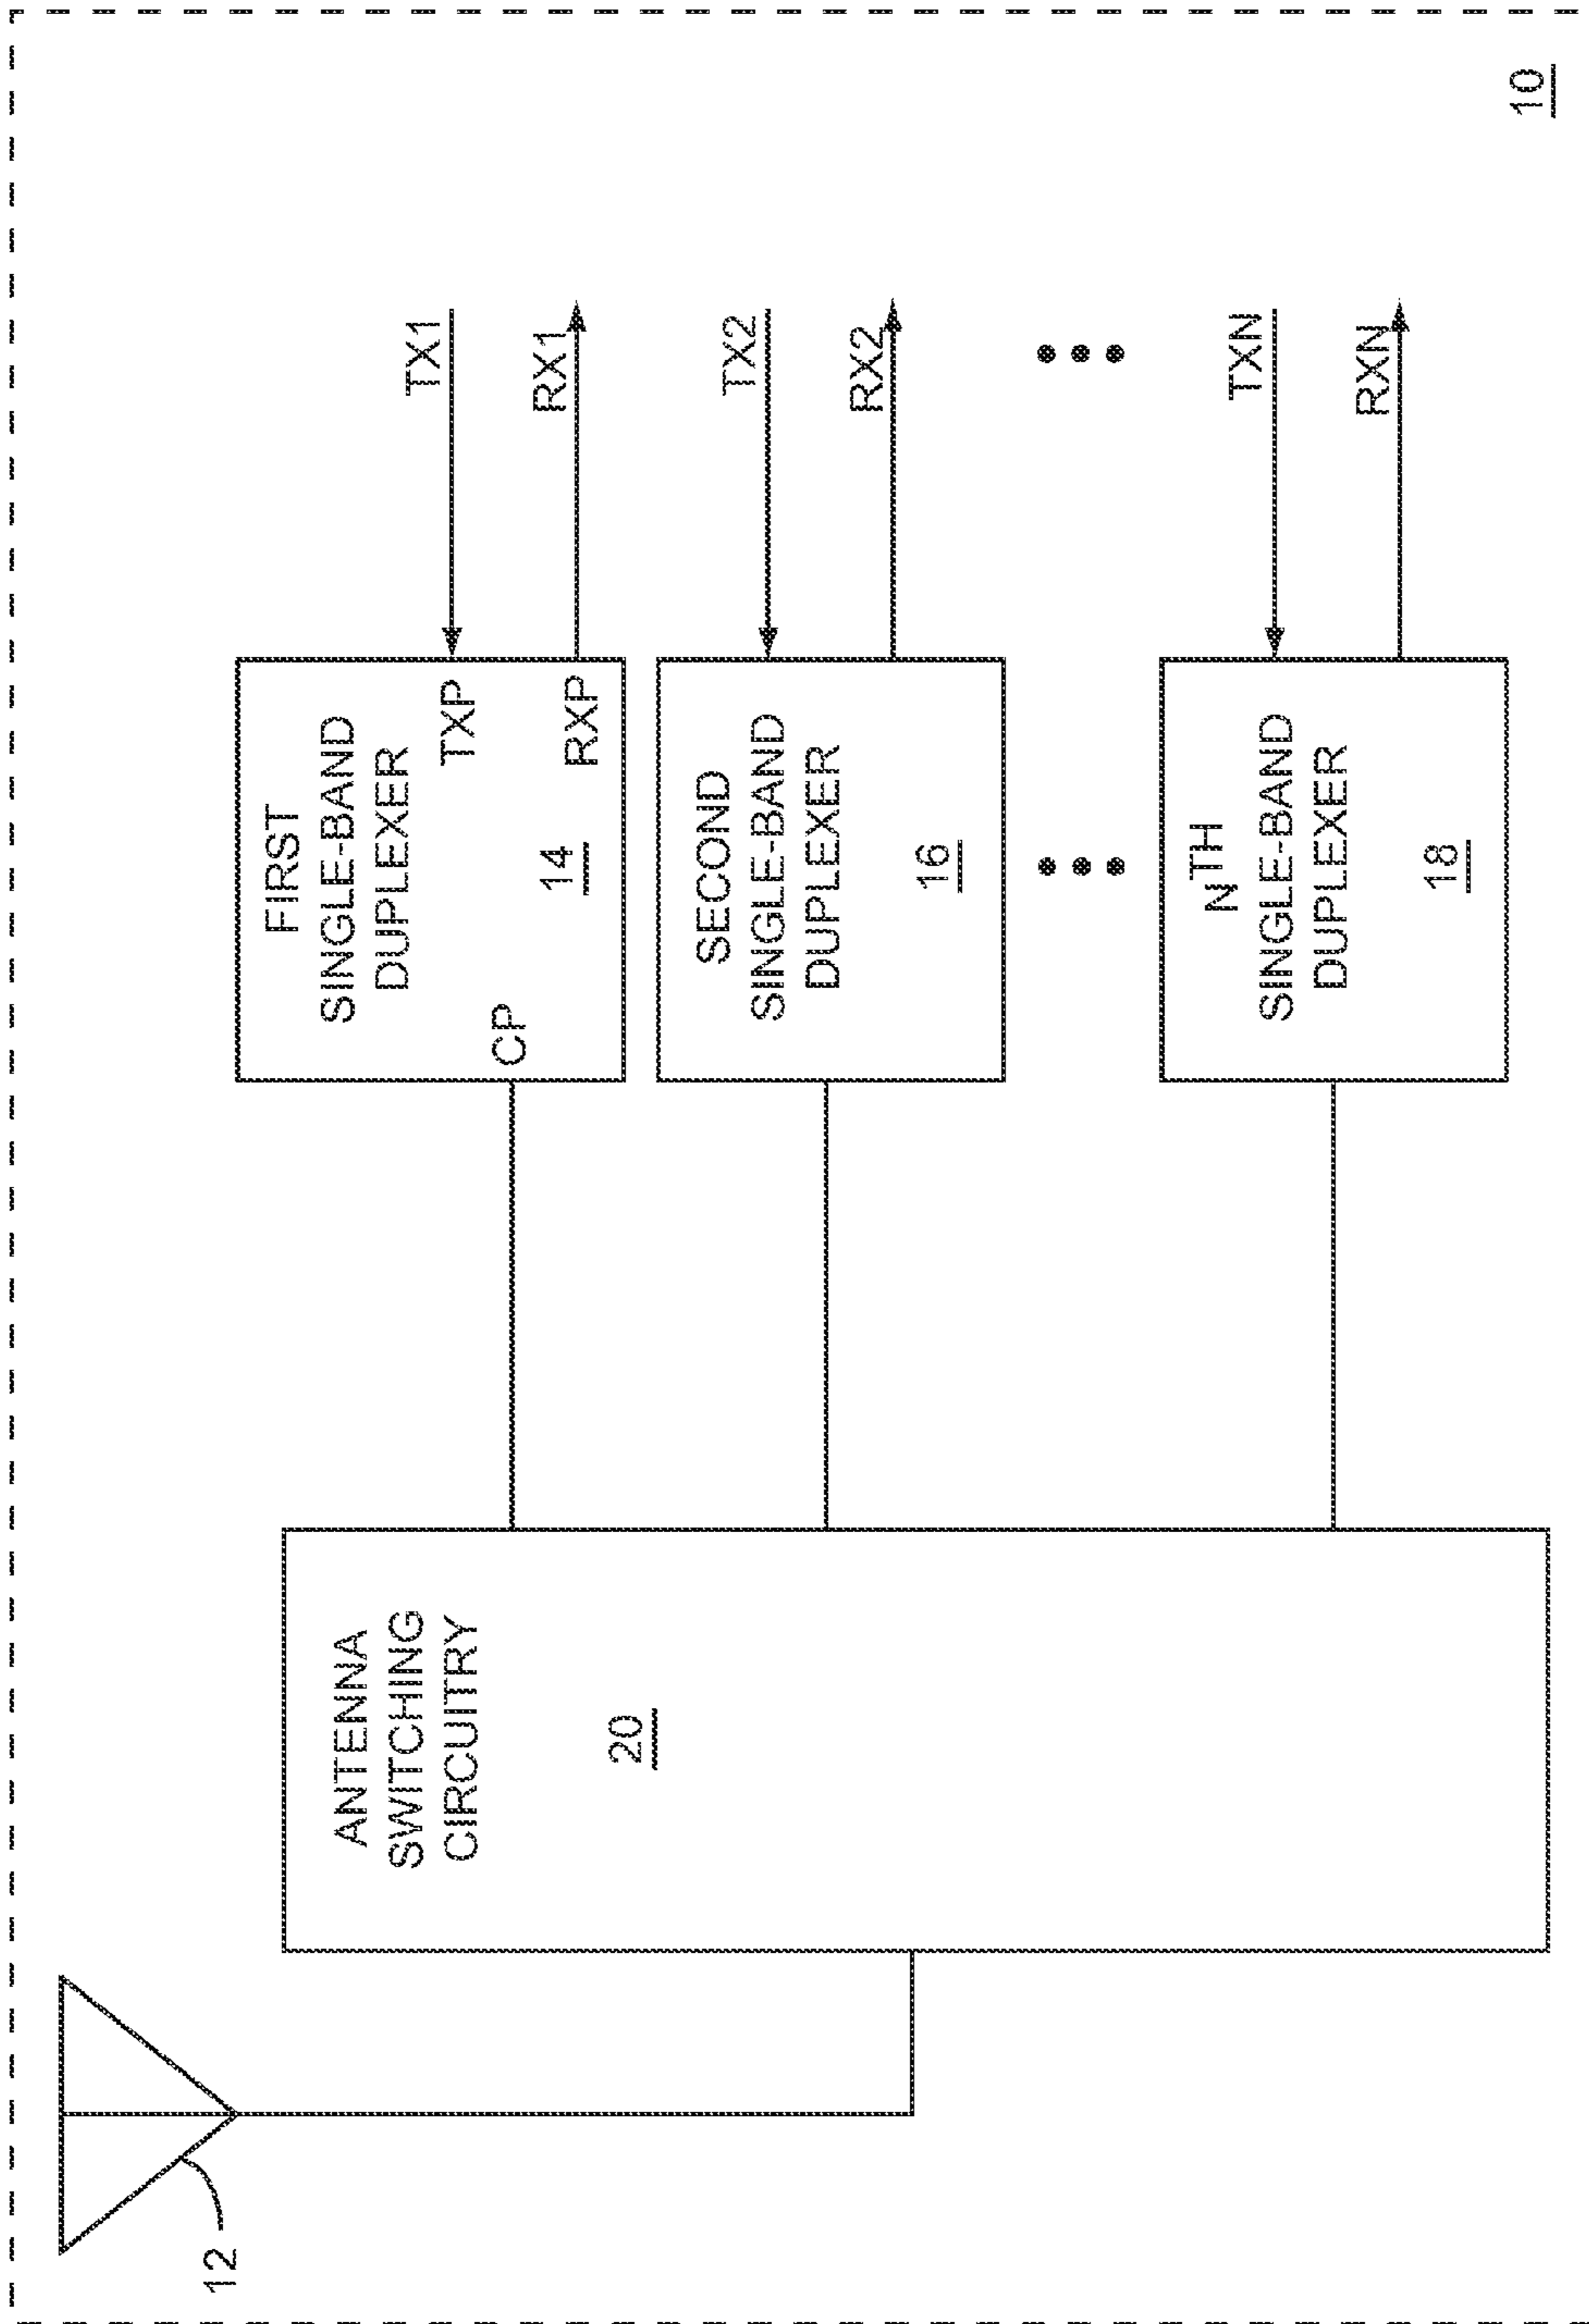 12
ANTENNA
SWITCHING
CIRCUITRY
20
FIRST
SINGLE-BAND
DUPLEXER
TXP
CP
14
RXP
TX1
RX1
SECOND
SINGLE-BAND
DUPLEXER
16
TX2
RX2
NTH
SINGLE-BAND
DUPLEXER
18
TXN
RXN
10